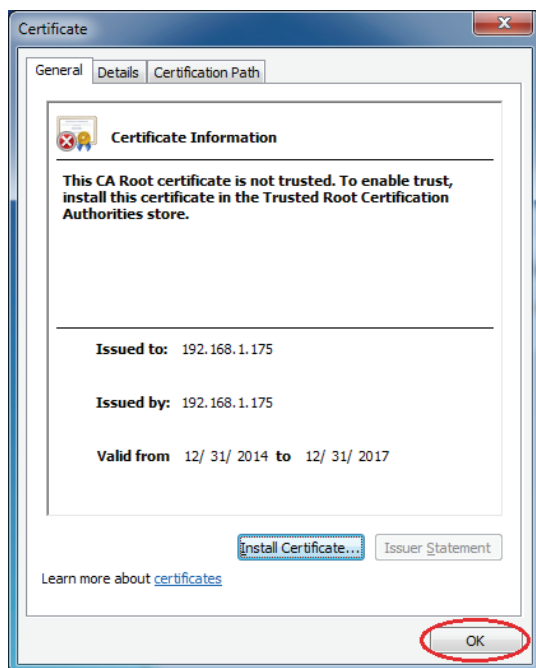 Certificate
General Details Certification Path
Certificate Information
This CA Root certificate is not trusted. To enable trust,
install this certificate in the Trusted Root Certification
Authorities store.
Issued to: 192.168.1.175
Issued by: 192.168.1.175
Valid from 12/ 31/ 2014 to 12/ 31/ 2017
Install Certificate... Issuer Statement
Learn more about certificates
OK